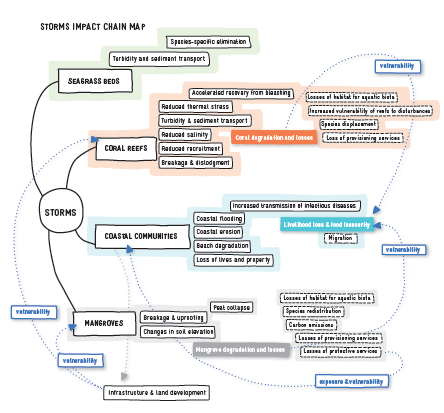 STORMS IMPACT CHAIN MAP
Species-specific elimination
Turbidity and sediment transport
SEAGRASS BEDS
vulnerability
Accelerated recovery from bleaching
Losses of habitat for aquatic biota
Reduced thermal stress
Increased vulnerability of reefs to disturbances
Turbidity & sediment transport
Species displacement
Reduced salinity
Coral degradation and losses
Loss of provisioning services
CORAL REEFS
Reduced recruitment
Breakage & dislodgment
Increased transmission of infectious diseases
STORMS
Coastal flooding
Livelihood loss & food insecurity
Coastal erosion
COASTAL COMMUNITIES
Migration
Beach degradation
vulnerability
Loss of lives and property
Losses of habitat for aquatic biota
Peat collapse
Species redistribution
vulnerability
Breakage & uprooting
MANGROVES
Carbon emissions
Changes in soil elevation
Losses of provisioning services
Mangrove degradation and losses
Losses of protective services
vulnerability
exposure & vulnerability
Infrastructure & land development